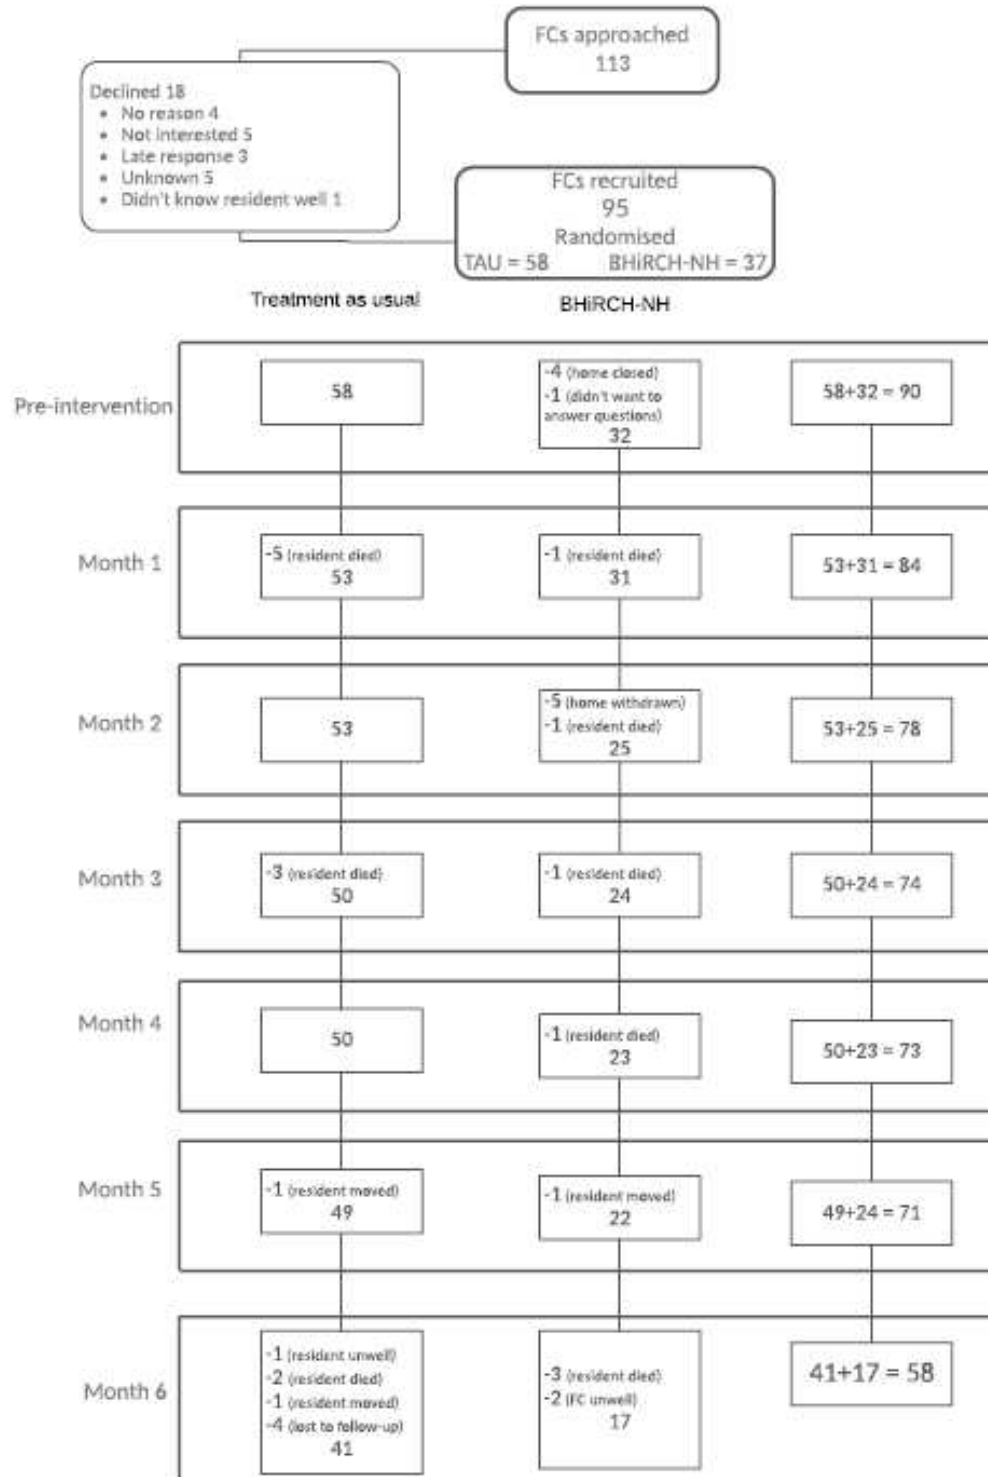 FCs approached
113
Declined 18
• No reason 4
• Not interested 5
• Late response 3
• Unknown 5
• Didn't know resident well 1
FCs recruited
95
Randomised
TAU = 58 BHiRCH-NH = 37
Treatment as usual
BHiRCH-NH
Pre-intervention
58
-4 (home closed)
-1 (didn't want to
answer questions)
32
58+32 = 90
Month 1
-5 (resident died)
53
-1 (resident died)
31
53+31 = 84
Month 2
53
-5 (home withdrawn)
-1 (resident died)
25
53+25 = 78
Month 3
-3 (resident died)
50
-1 (resident died)
24
50+24 = 74
Month 4
50
-1 (resident died)
23
50+23 = 73
Month 5
-1 (resident moved)
49
-1 (resident moved)
22
49+24 = 71
Month 6
-1 (resident unwell)
-2 (resident died)
-1 (resident moved)
-4 (lost to follow-up)
41
-3 (resident died)
-2 (FC unwell)
17
41+17 = 58